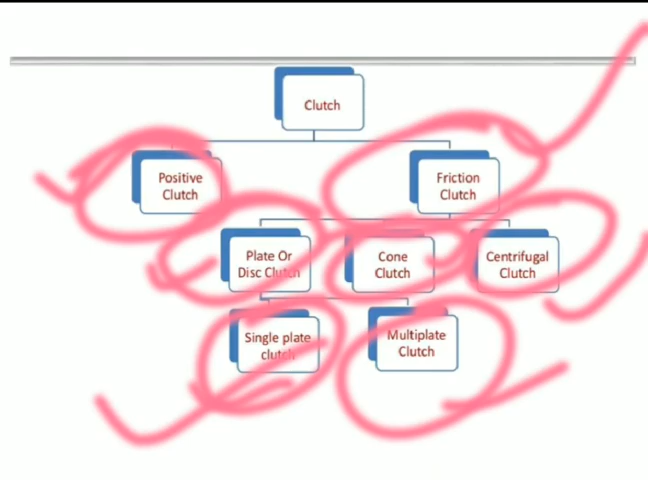 Clutch
Positive
Clutch
Friction
Clutch
Plate Or
Disc Clutch
Cone
Clutch
Centrifugal
Clutch
Single plate
clutch
Multiplate
Clutch